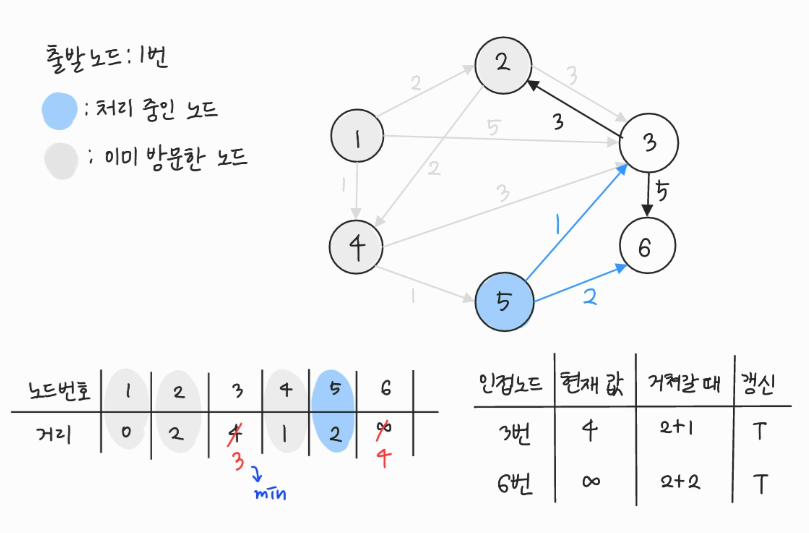 출발노드: 1번
: 처리 중인 노드
: 이미 방문한 노드
2
2
3
3
1
5
3
5
1
2
3
1
4
6
1
5
2
노드번호 1 2 3 4 5 6
거리 0 2 4 1 2 ∞
3 4
min
인접노드 현재 값 거쳐갈 때 갱신
3번 4 2+1 T
6번 ∞ 2+2 T